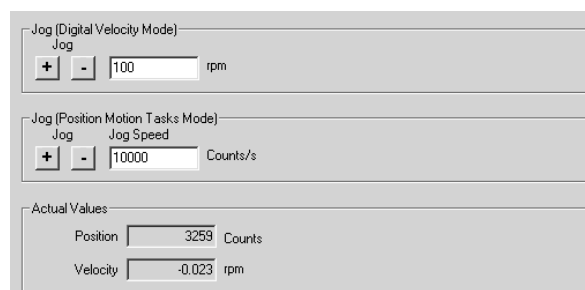 Jog (Digital Velocity Mode)
Jog
+ - 100 rpm
Jog (Position Motion Tasks Mode)
Jog Jog Speed
+ - 10000 Counts/s
Actual Values
Position 3259 Counts
Velocity -0.023 rpm